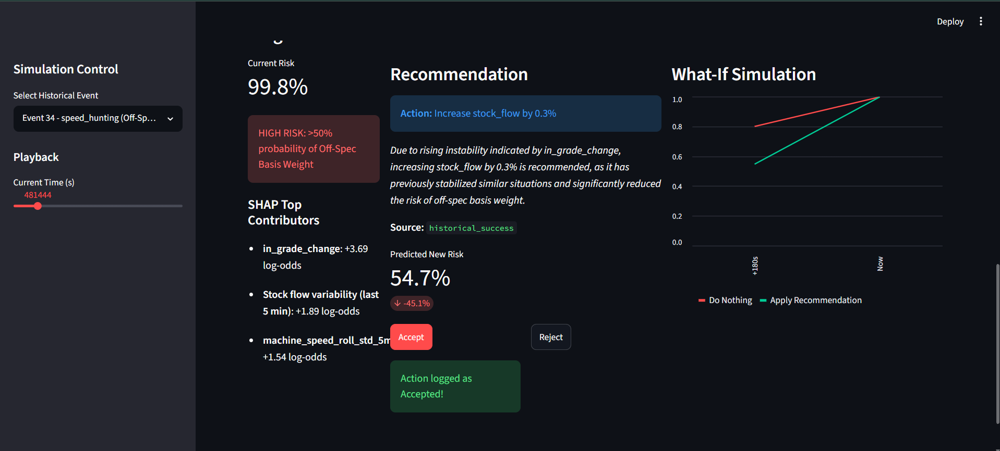 Deploy
Simulation Control
Select Historical Event
Event 34 - speed_hunting (Off-Sp...
Playback
Current Time (s)
481444
Current Risk
99.8%
HIGH RISK: >50%
probability of Off-Spec
Basis Weight
SHAP Top
Contributors
in_grade_change: +3.69
log-odds
Stock flow variability (last
5 min): +1.89 log-odds
machine_speed_roll_std_5m
+1.54 log-odds
Recommendation
Action: Increase stock_flow by 0.3%
Due to rising instability indicated by in_grade_change,
increasing stock_flow by 0.3% is recommended, as it has
previously stabilized similar situations and significantly reduced
the risk of off-spec basis weight.
Source: historical_success
Predicted New Risk
54.7%
↓ -45.1%
Accept
Reject
Action logged as
Accepted!
What-If Simulation
1.0
0.8
0.6
0.4
0.2
0.0
+180s
Now
Do Nothing
Apply Recommendation